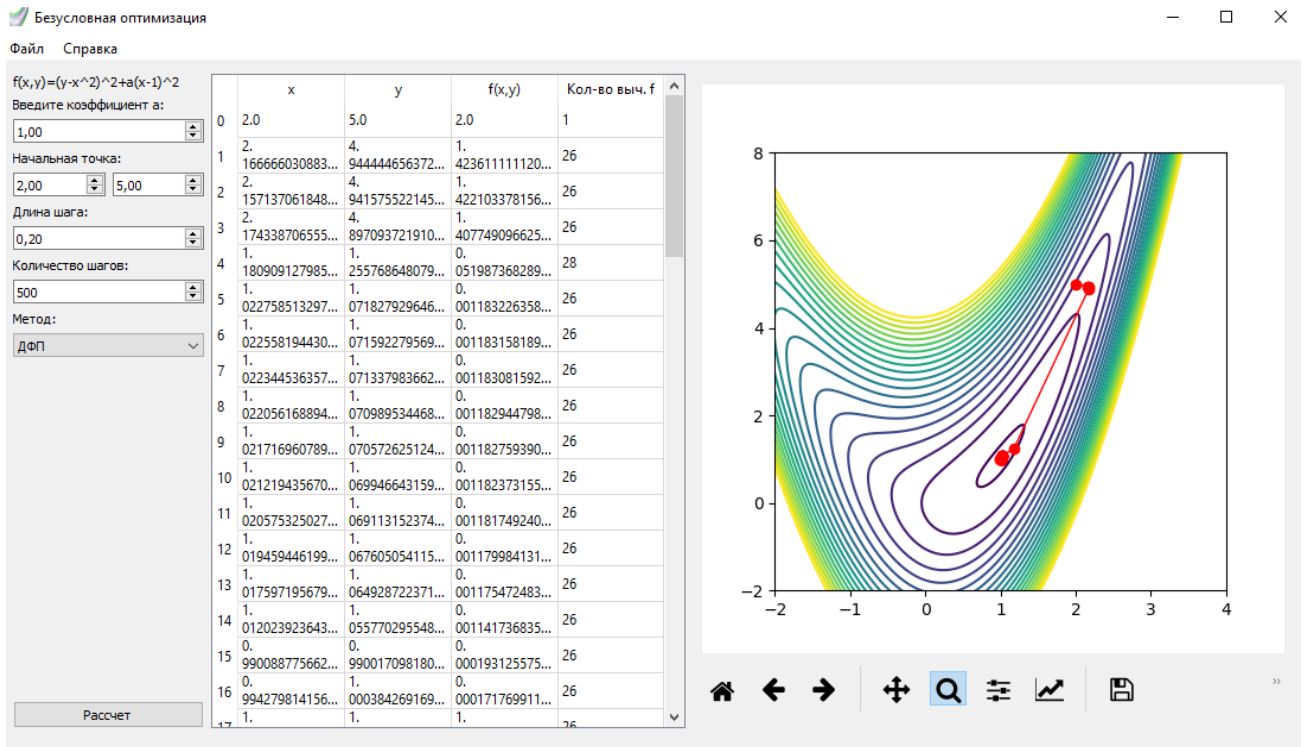 Безусловная оптимизация
Файл Справка
f(x,y)=(y-x^2)^2+a(x-1)^2
Введите коэффициент а:
1,00
Начальная точка:
2,00 5,00
Длина шага:
0,20
Количество шагов:
500
Метод:
ДФП
Рассчет
x y f(x,y) Кол-во выч. f
0 2.0 5.0 2.0 1
1 2. 4. 1. 26
166666030883... 944444656372... 423611111120...
2 2. 4. 1. 26
157137061848... 941575522145... 422103378156...
3 2. 4. 1. 26
174338706555... 897093721910... 407749096625...
4 1. 1. 0. 28
180909127985... 255768648079... 051987368289...
5 1. 1. 0. 26
022758513297... 071827929646... 001183226358...
6 1. 1. 0. 26
022558194430... 071592279569... 001183158189...
7 1. 1. 0. 26
022344536357... 071337983662... 001183081592...
8 1. 1. 0. 26
022056168894... 070989534468... 001182944798...
9 1. 1. 0. 26
021716960789... 070572625124... 001182759390...
10 1. 1. 0. 26
021219435670... 069946643159... 001182373155...
11 1. 1. 0. 26
020575325027... 069113152374... 001181749240...
12 1. 1. 0. 26
019459446199... 067605054115... 001179984131...
13 1. 1. 0. 26
017597195679... 064928722371... 001175472483...
14 1. 1. 0. 26
012023923643... 055770295548... 001141736835...
15 0. 0. 0. 26
990088775662... 990017098180... 000193125575...
16 0. 1. 0. 26
994279814156... 000384269169... 000171769911...
17 1. 1. 1. 26
8
6
4
2
0
−2
−2 −1 0 1 2 3 4
»